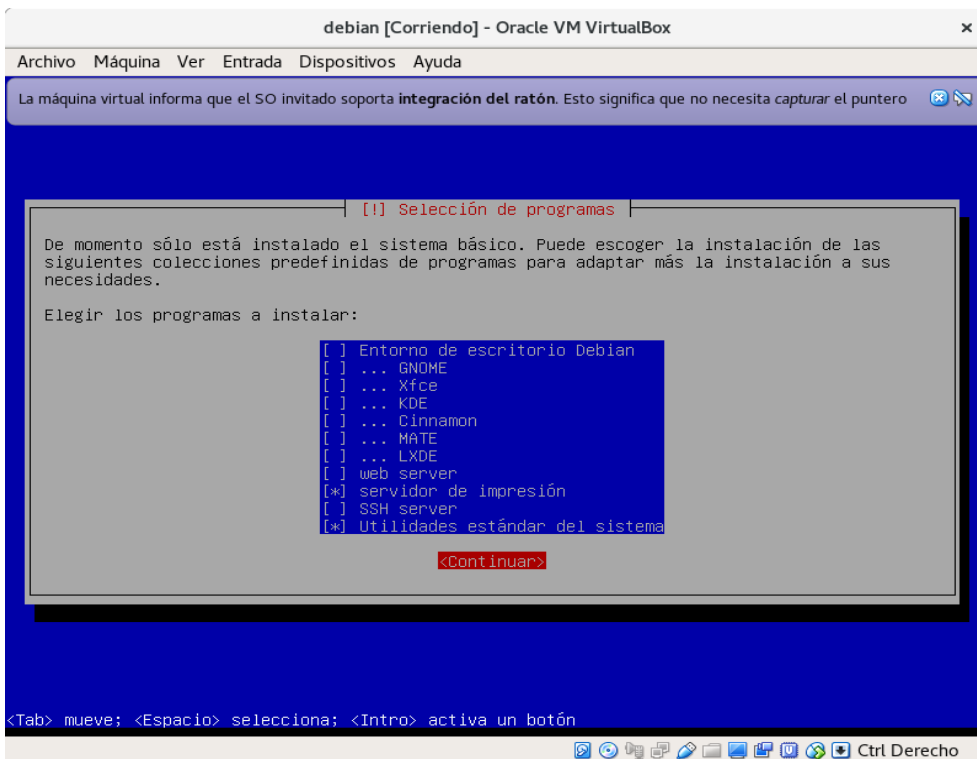 debian [Corriendo] - Oracle VM VirtualBox
Archivo Máquina Ver Entrada Dispositivos Ayuda
La máquina virtual informa que el SO invitado soporta integración del ratón. Esto significa que no necesita capturar el puntero
[!] Selección de programas
De momento sólo está instalado el sistema básico. Puede escoger la instalación de las
siguientes colecciones predefinidas de programas para adaptar más la instalación a sus
necesidades.
Elegir los programas a instalar:
[ ] Entorno de escritorio Debian
[ ] ... GNOME
[ ] ... Xfce
[ ] ... KDE
[ ] ... Cinnamon
[ ] ... MATE
[ ] ... LXDE
[ ] web server
[*] servidor de impresión
[ ] SSH server
[*] Utilidades estándar del sistema
<Continuar>
<Tab> mueve; <Espacio> selecciona; <Intro> activa un botón
Ctrl Derecho